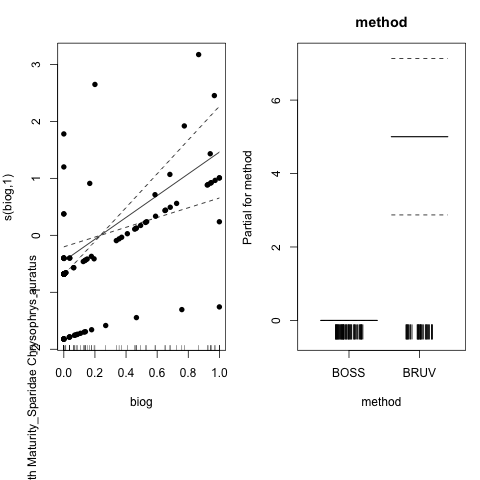 method
s(biog,1)
3
2
1
0
2
th Maturity_Sparidae Chrysophrys_auratus
0.0 0.2 0.4 0.6 0.8 1.0
biog
Partial for method
6
4
2
0
BOSS BRUV
method